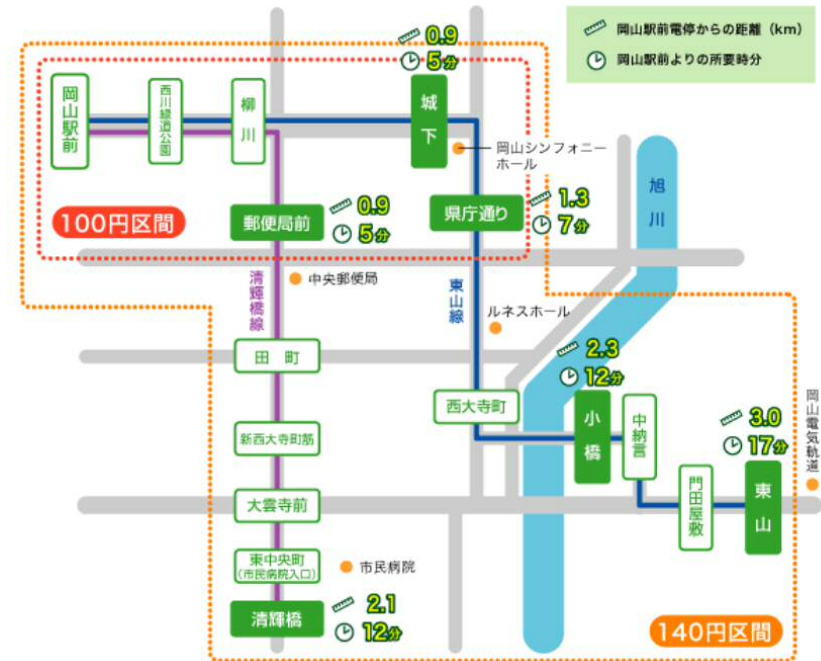 岡山駅前電停からの距離(km)
岡山駅前よりの所要時分
0.9
5分
岡山駅前
西川緑道公園
柳川
城下
岡山シンフォニー
ホール
旭川
100円区間
郵便局前
0.9
5分
県庁通り
1.3
7分
清輝橋線
中央郵便局
東山線
ルネスホール
田町
2.3
12分
西大寺町
小橋
中納言
3.0
17分
岡山電気軌道
新西大寺町筋
大雲寺前
門田屋敷
東山
東中央町
(市民病院入口)
市民病院
清輝橋
2.1
12分
140円区間